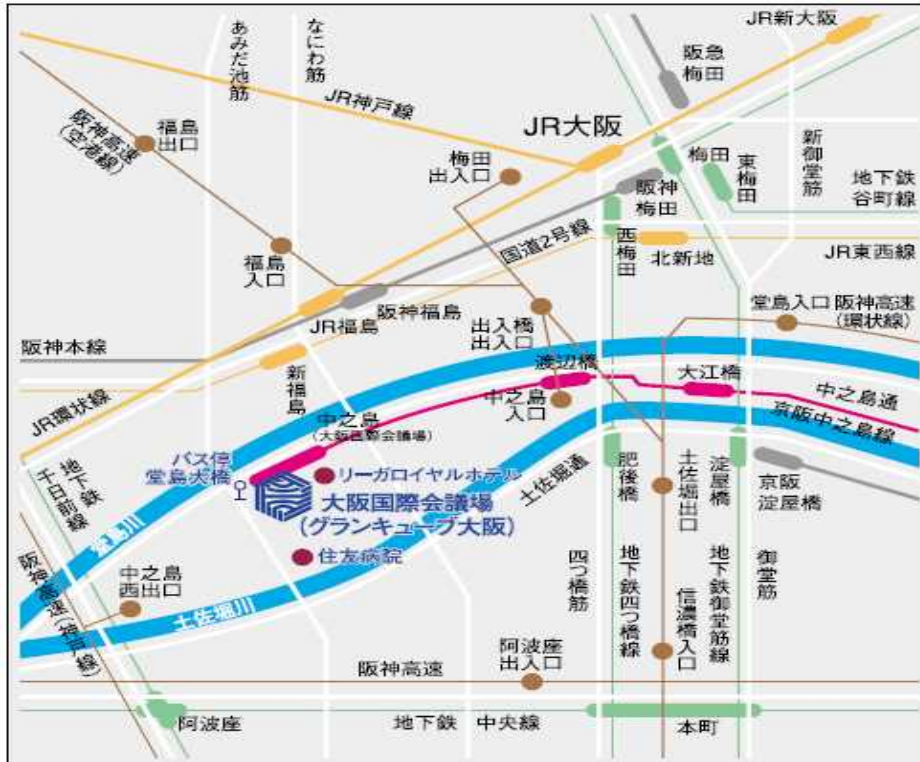 あみだ池筋
なにわ筋
JR新大阪
阪急
梅田
JR神戸線
阪神高速
(空港線)
福島
出口
JR大阪
梅田
出入口
梅田
東梅田
新御堂筋
阪神
梅田
地下鉄
谷町線
国道2号線
西梅田
福島
入口
北新地
JR東西線
阪神福島
JR福島
出入橋
出入口
堂島入口
阪神高速
(環状線)
阪神本線
新福島
渡辺橋
大江橋
中之島
入口
中之島通
京阪中之島線
JR環状線
中之島
(大阪国際会議場)
バス停
堂島大橋
リーガロイヤルホテル
大阪国際会議場
(グランキューブ大阪)
土佐堀通
肥後橋
土佐堀出口
淀屋橋
京阪
淀屋橋
地下鉄
千日前線
堂島川
住友病院
中之島
西出口
阪神高速(神戸線)
土佐堀川
四つ橋筋
地下鉄四つ橋線
信濃橋入口
地下鉄御堂筋線
御堂筋
阿波座
出入口
阪神高速
阿波座
地下鉄 中央線
本町